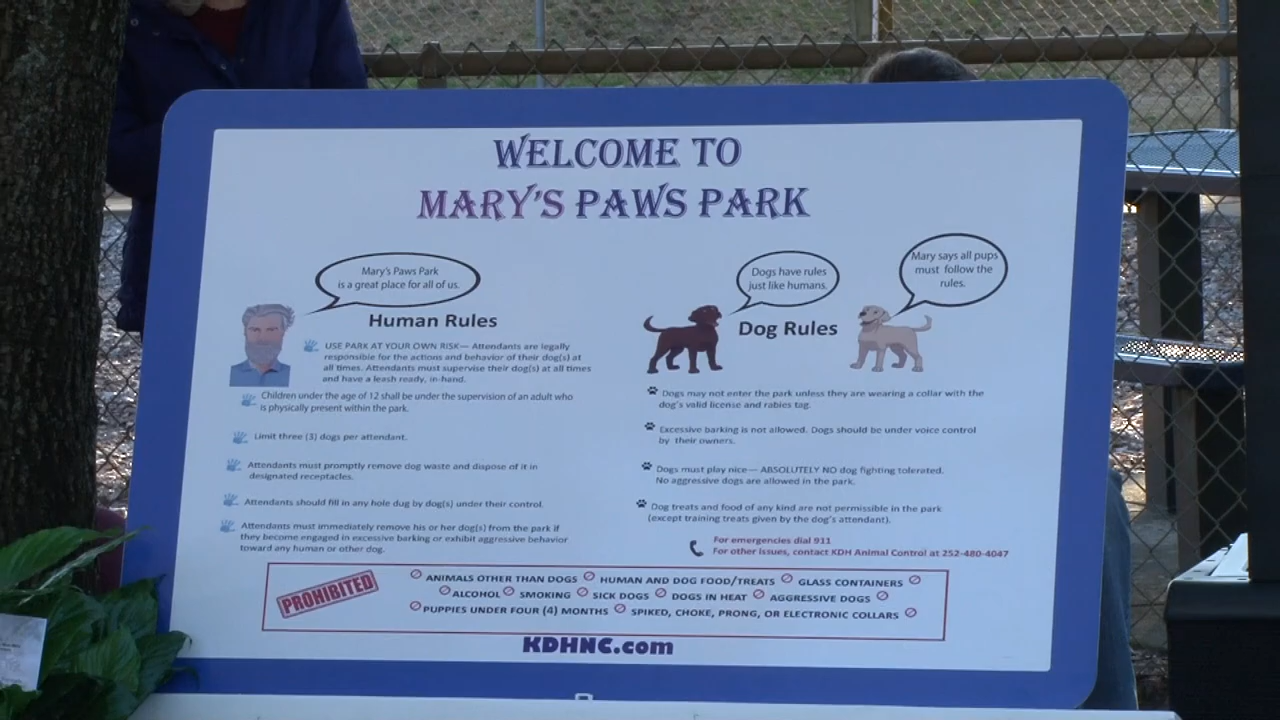 WELCOME TO
MARY'S PAWS PARK
Mary's Paws Park
is a great place for all of us.
Human Rules
USE PARK AT YOUR OWN RISK— Attendants are legally
responsible for the actions and behavior of their dog(s) at
all times. Attendants must supervise their dog(s) at all times
and have a leash ready, in-hand.
Children under the age of 12 shall be under the supervision of an adult who
is physically present within the park.
Limit three (3) dogs per attendant.
Attendants must promptly remove dog waste and dispose of it in
designated receptacles.
Attendants should fill in any hole dug by dog(s) under their control.
Attendants must immediately remove his or her dog(s) from the park if
they become engaged in excessive barking or exhibit aggressive behavior
toward any human or other dog.
Dogs have rules
just like humans.
Mary says all pups
must follow the
rules.
Dog Rules
Dogs may not enter the park unless they are wearing a collar with the
dog's valid license and rabies tag.
Excessive barking is not allowed. Dogs should be under voice control
by their owners.
Dogs must play nice— ABSOLUTELY NO dog fighting tolerated.
No aggressive dogs are allowed in the park.
Dog treats and food of any kind are not permissible in the park
(except training treats given by the dog's attendant).
For emergencies dial 911
For other issues, contact KDH Animal Control at 252-480-4047
PROHIBITED
ANIMALS OTHER THAN DOGS HUMAN AND DOG FOOD/TREATS GLASS CONTAINERS
ALCOHOL SMOKING SICK DOGS DOGS IN HEAT AGGRESSIVE DOGS
PUPPIES UNDER FOUR (4) MONTHS SPIKED, CHOKE, PRONG, OR ELECTRONIC COLLARS
KDHNC.com